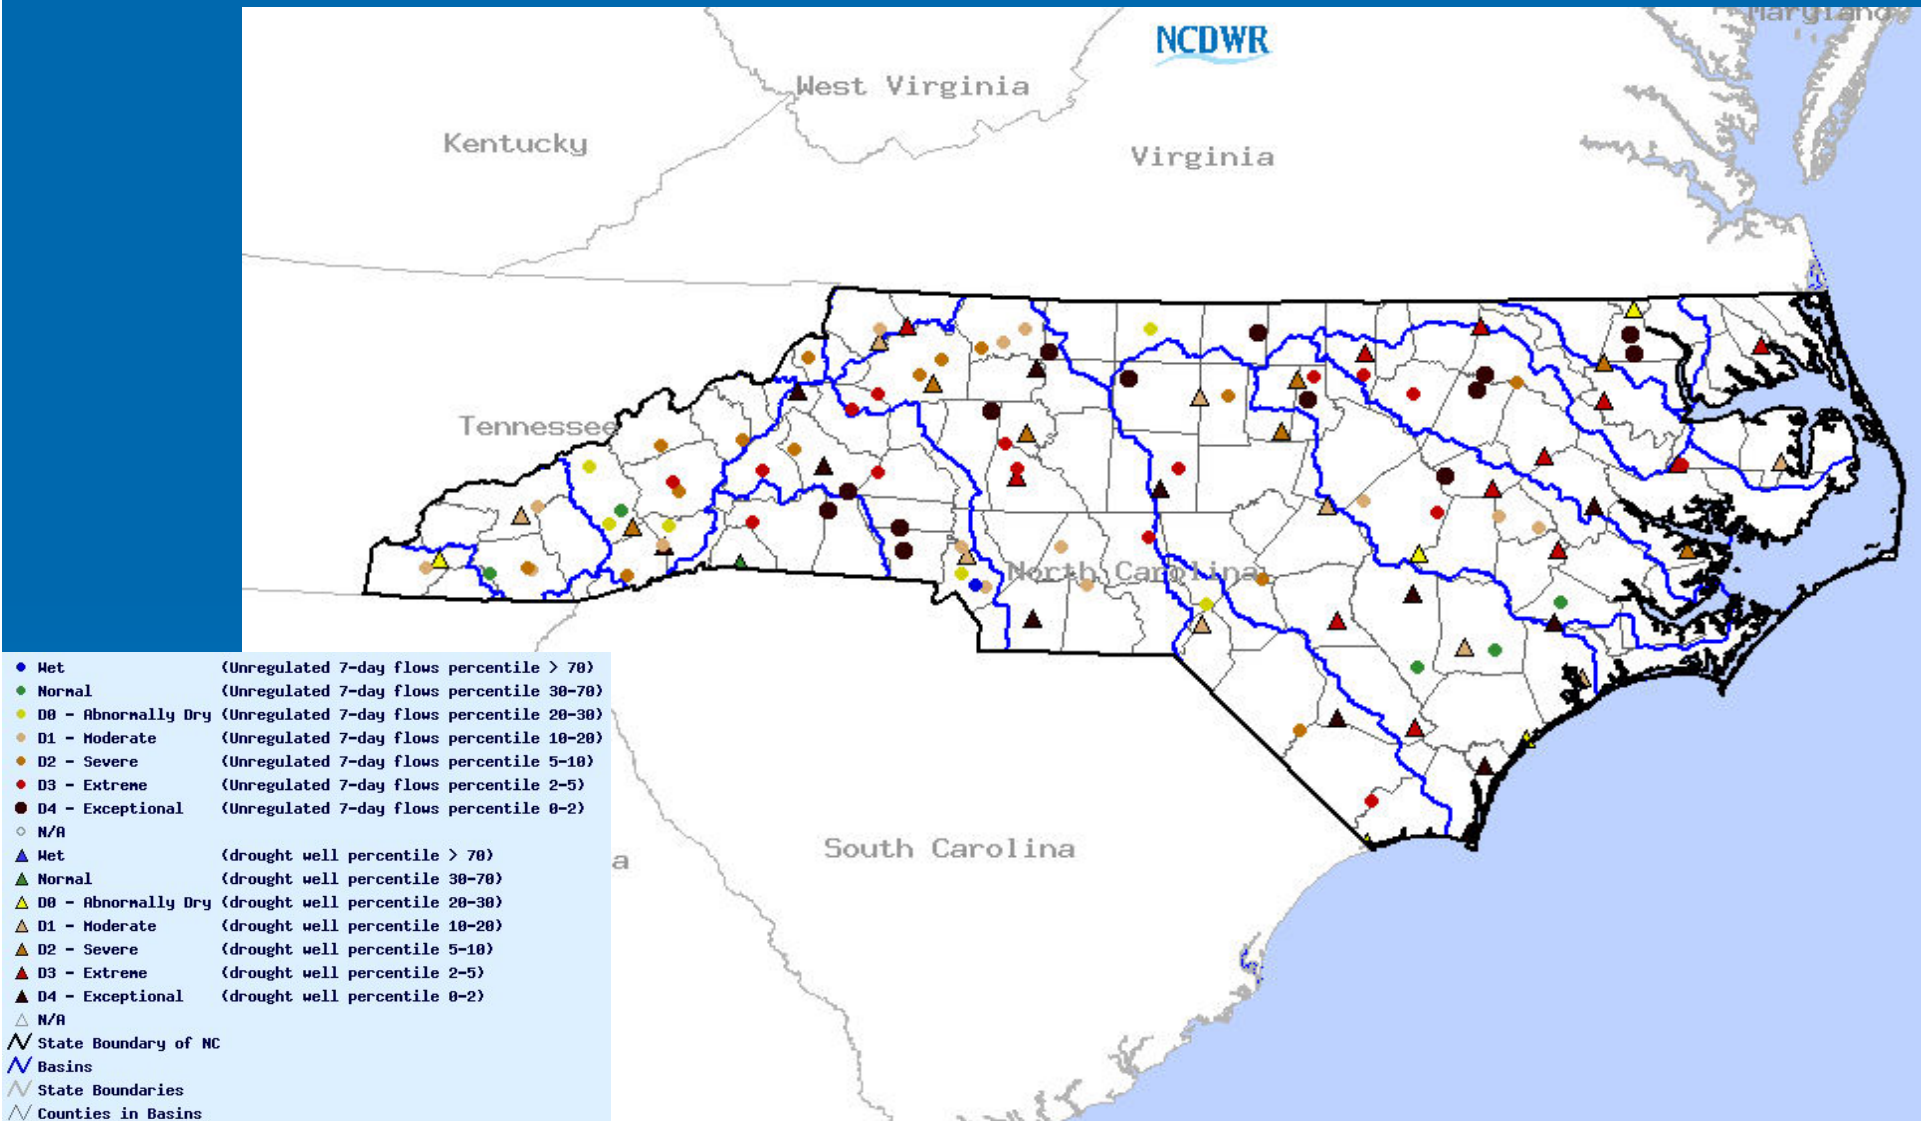 Maryland
NCDWR
West Virginia
Kentucky
Virginia
Tennessee
North Carolina
South Carolina
a
Wet (Unregulated 7-day flows percentile > 70)
Normal (Unregulated 7-day flows percentile 30-70)
D0 - Abnormally Dry (Unregulated 7-day flows percentile 20-30)
D1 - Moderate (Unregulated 7-day flows percentile 10-20)
D2 - Severe (Unregulated 7-day flows percentile 5-10)
D3 - Extreme (Unregulated 7-day flows percentile 2-5)
D4 - Exceptional (Unregulated 7-day flows percentile 0-2)
N/A
Wet (drought well percentile > 70)
Normal (drought well percentile 30-70)
D0 - Abnormally Dry (drought well percentile 20-30)
D1 - Moderate (drought well percentile 10-20)
D2 - Severe (drought well percentile 5-10)
D3 - Extreme (drought well percentile 2-5)
D4 - Exceptional (drought well percentile 0-2)
N/A
State Boundary of NC
Basins
State Boundaries
Counties in Basins